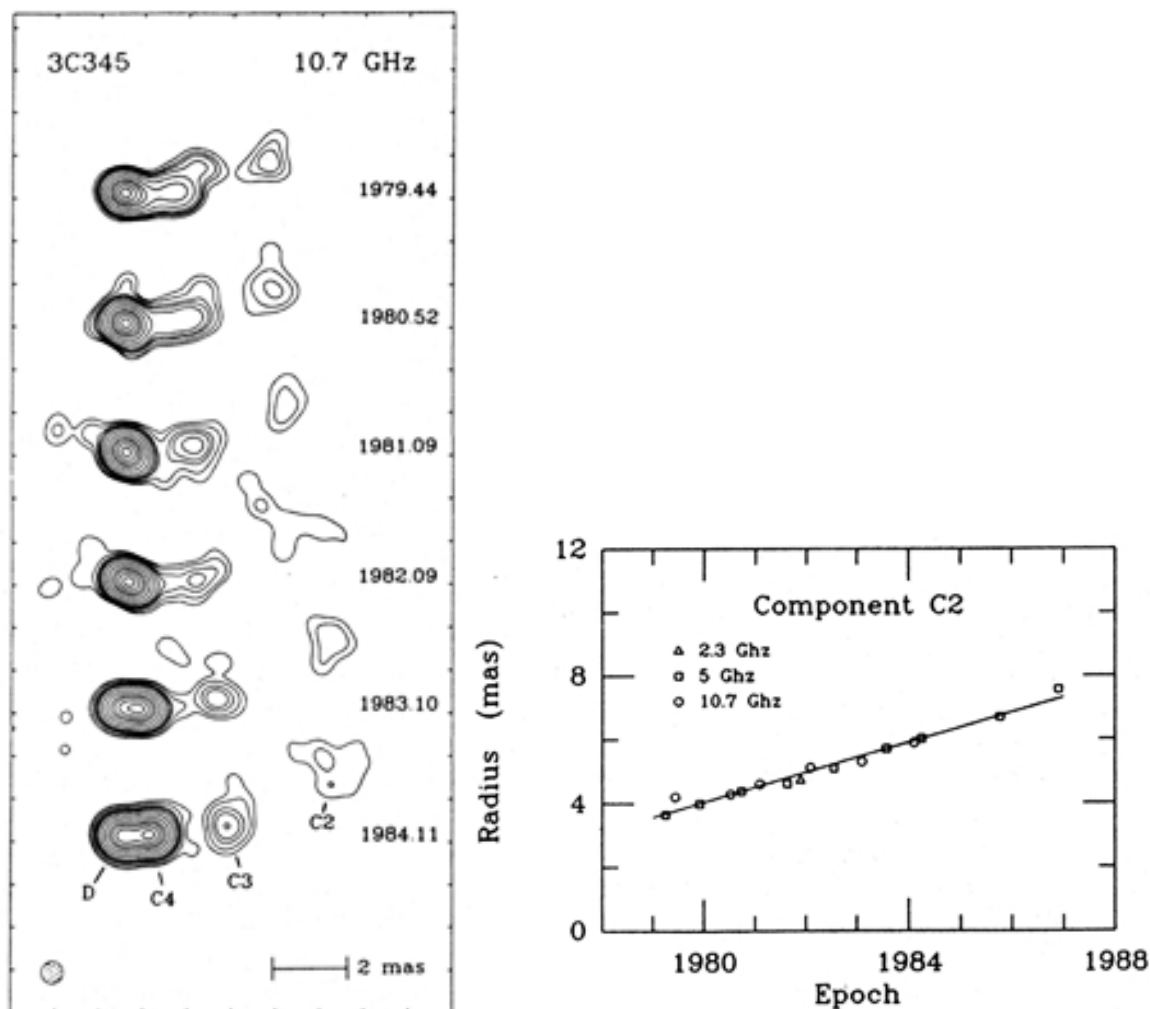 3C345 10.7 GHz
1979.44
1980.52
1981.09
1982.09
1983.10
C2
1984.11
D C4 C3
2 mas
Radius (mas)
12
8
4
0
Component C2
2.3 Ghz
5 Ghz
10.7 Ghz
1980 1984 1988
Epoch